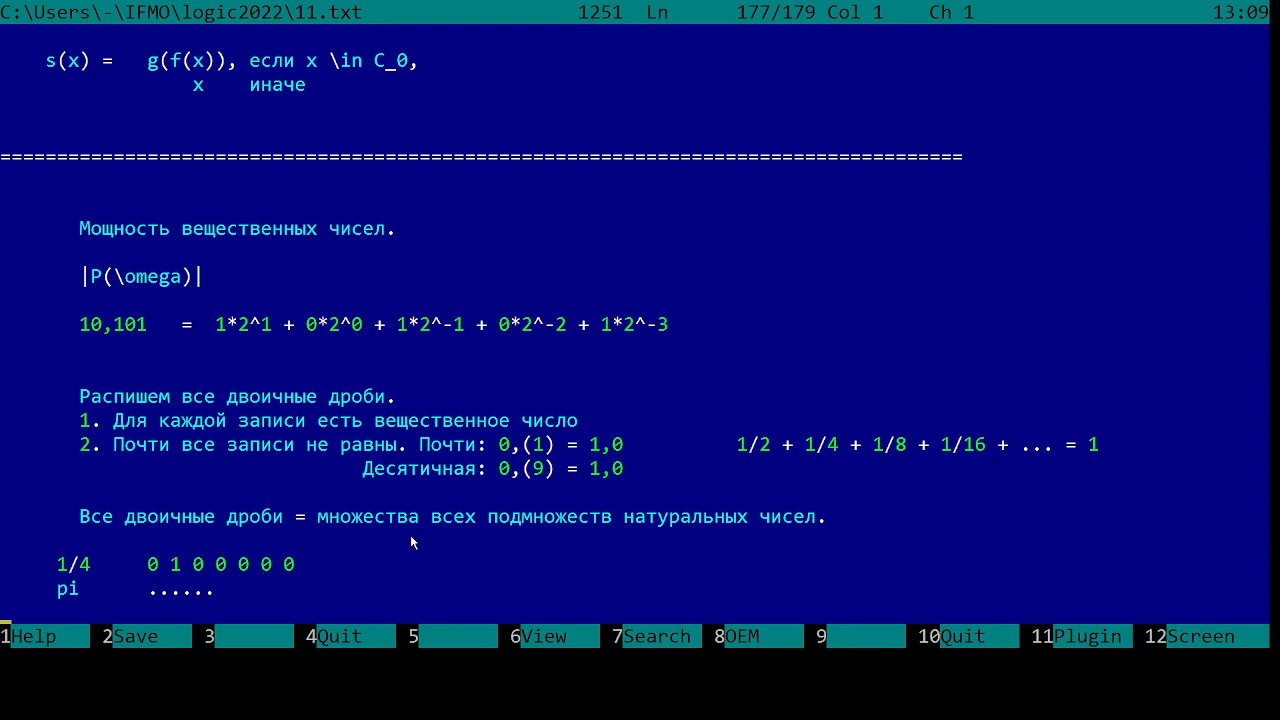 C:\Users\-\IFMO\logic2022\11.txt 1251 Ln 177/179 Col 1 Ch 1 13:09
s(x) = g(f(x)), если x \in C_0,
x иначе
=====================================================================================
Мощность вещественных чисел.
|P(\omega)|
10,101 = 1*2^1 + 0*2^0 + 1*2^-1 + 0*2^-2 + 1*2^-3
Распишем все двоичные дроби.
1. Для каждой записи есть вещественное число
2. Почти все записи не равны. Почти: 0,(1) = 1,0 1/2 + 1/4 + 1/8 + 1/16 + ... = 1
Десятичная: 0,(9) = 1,0
Все двоичные дроби = множества всех подмножеств натуральных чисел.
1/4 0 1 0 0 0 0 0
pi ......
1Help 2Save 3 4Quit 5 6View 7Search 8OEM 9 10Quit 11Plugin 12Screen